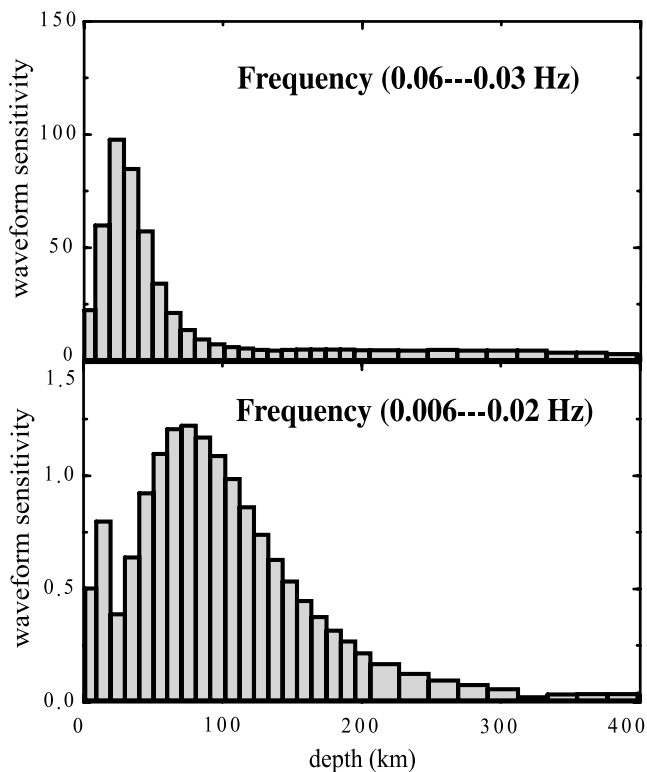 150
Frequency (0.06---0.03 Hz)
100
50
0
waveform sensitivity
1.5
Frequency (0.006---0.02 Hz)
1.0
0.5
0.0
waveform sensitivity
0 100 200 300 400
depth (km)